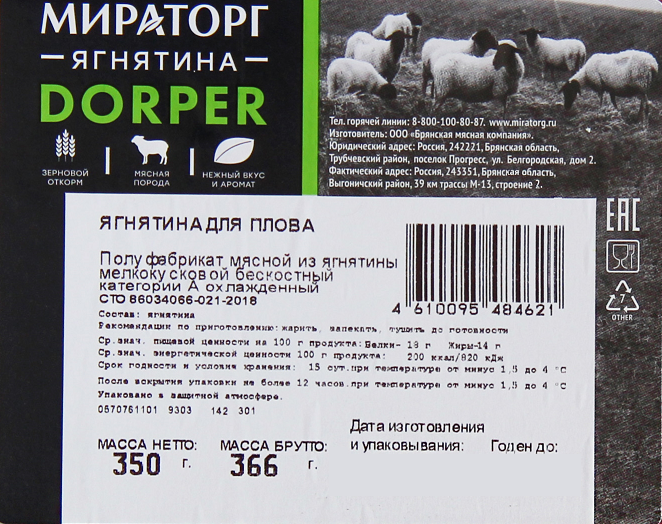 МИРАТОРГ
ЯГНЯТИНА
DORPER
ЗЕРНОВОЙ ОТКОРМ
МЯСНАЯ ПОРОДА
НЕЖНЫЙ ВКУС И АРОМАТ
Тел. горячей линии: 8-800-100-80-87. www.miratorg.ru
Изготовитель: ООО «Брянская мясная компания».
Юридический адрес: Россия, 242221, Брянская область,
Трубчевский район, поселок Прогресс, ул. Белгородская, дом 2.
Фактический адрес: Россия, 243351, Брянская область,
Выгоничский район, 39 км трассы М-13, строение 2.
EAC
7
OTHER
ЯГНЯТИНА ДЛЯ ПЛОВА
Полуфабрикат мясной из ягнятины
мелкокусковой бескостный
категории А охлажденный
СТО 86034066-021-2018
4 610095 484621
Состав: ягнятина
Рекомендации по приготовлению: жарить, запекать, тушить до готовности
Ср.знач. пищевой ценности на 100 г продукта: Белки- 18 г Жиры-14 г
Ср.знач. энергетической ценности 100 г продукта: 200 ккал/820 кДж
Срок годности и условия хранения: 15 сут.при температуре от минус 1,5 до 4 °С
После вскрытия упаковки не более 12 часов.при температуре от минус 1,5 до 4 °С
Упаковано в защитной атмосфере.
0570761101 9303 142 301
Дата изготовления
и упаковывания: Годен до:
МАССА НЕТТО: МАССА БРУТТО:
350 г. 366 г.